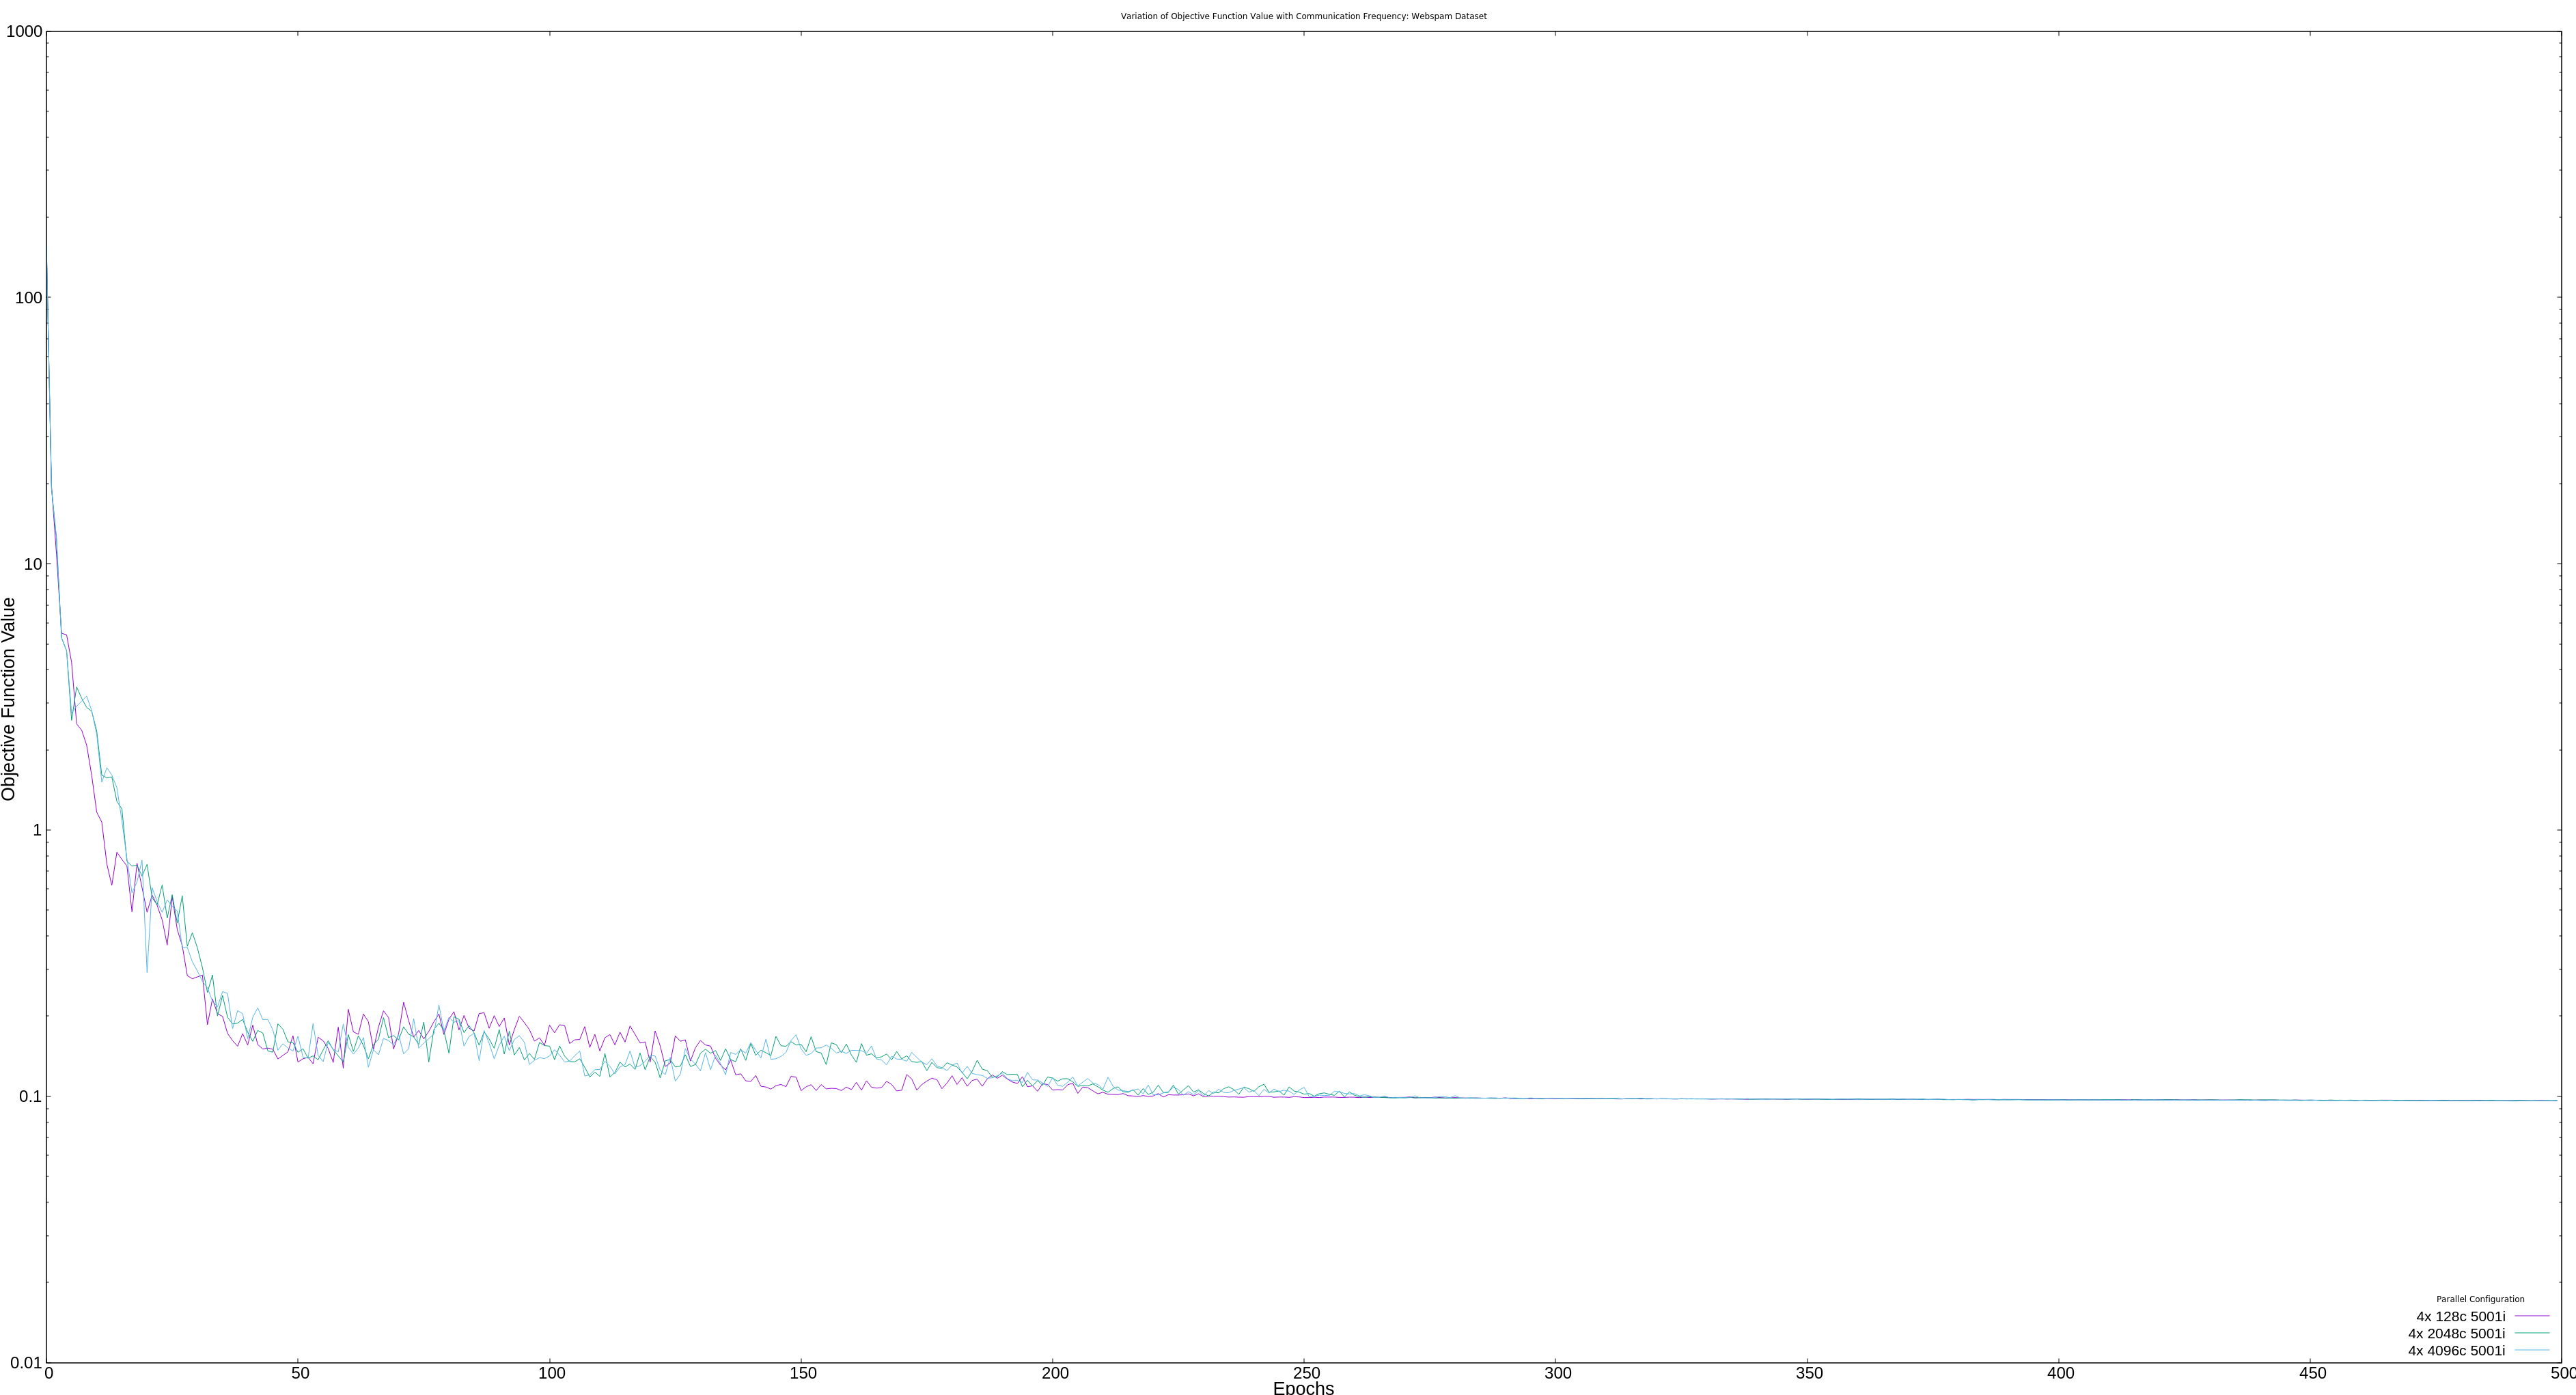 Variation of Objective Function Value with Communication Frequency: Webspam Dataset
1000
100
10
1
0.1
0.01
Objective Function Value
0 50 100 150 200 250 300 350 400 450 500
Epochs
Parallel Configuration
4x 128c 5001i
4x 2048c 5001i
4x 4096c 5001i